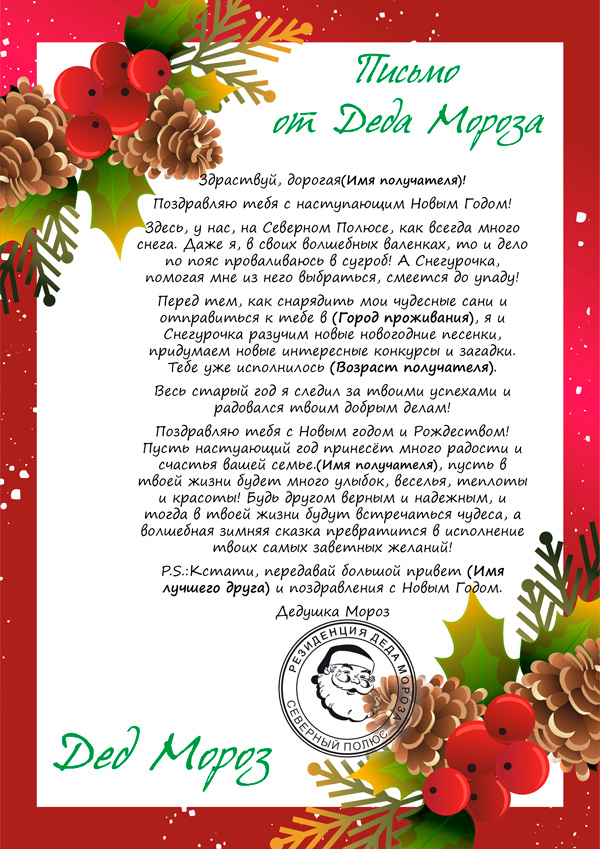 Письмо
от Деда Мороза
Здраствуй, дорогая(Имя получателя)!
Поздравляю тебя с наступающим Новым Годом!
Здесь, у нас, на Северном Полюсе, как всегда много
снега. Даже я, в своих волшебных валенках, то и дело
по пояс проваливаюсь в сугроб! А Снегурочка,
помогая мне из него выбраться, смеется до упаду!
Перед тем, как снарядить мои чудесные сани и
отправиться к тебе в (Город проживания), я и
Снегурочка разучим новые новогодние песенки,
придумаем новые интересные конкурсы и загадки.
Тебе уже исполнилось (Возраст получателя).
Весь старый год я следил за твоими успехами и
радовался твоим добрым делам!
Поздравляю тебя с Новым годом и Рождеством!
Пусть настуающий год принесёт много радости и
счастья вашей семье.(Имя получателя), пусть в
твоей жизни будет много улыбок, веселья, теплоты
и красоты! Будь другом верным и надежным, и
тогда в твоей жизни будут встречаться чудеса, а
волшебная зимняя сказка превратится в исполнение
твоих самых заветных желаний!
P.S.:Кстати, передавай большой привет (Имя
лучшего друга) и поздравления с Новым Годом.
Дедушка Мороз
РЕЗИДЕНЦИЯ ДЕДА МОРОЗА
СЕВЕРНЫЙ ПОЛЮС
Дед Мороз